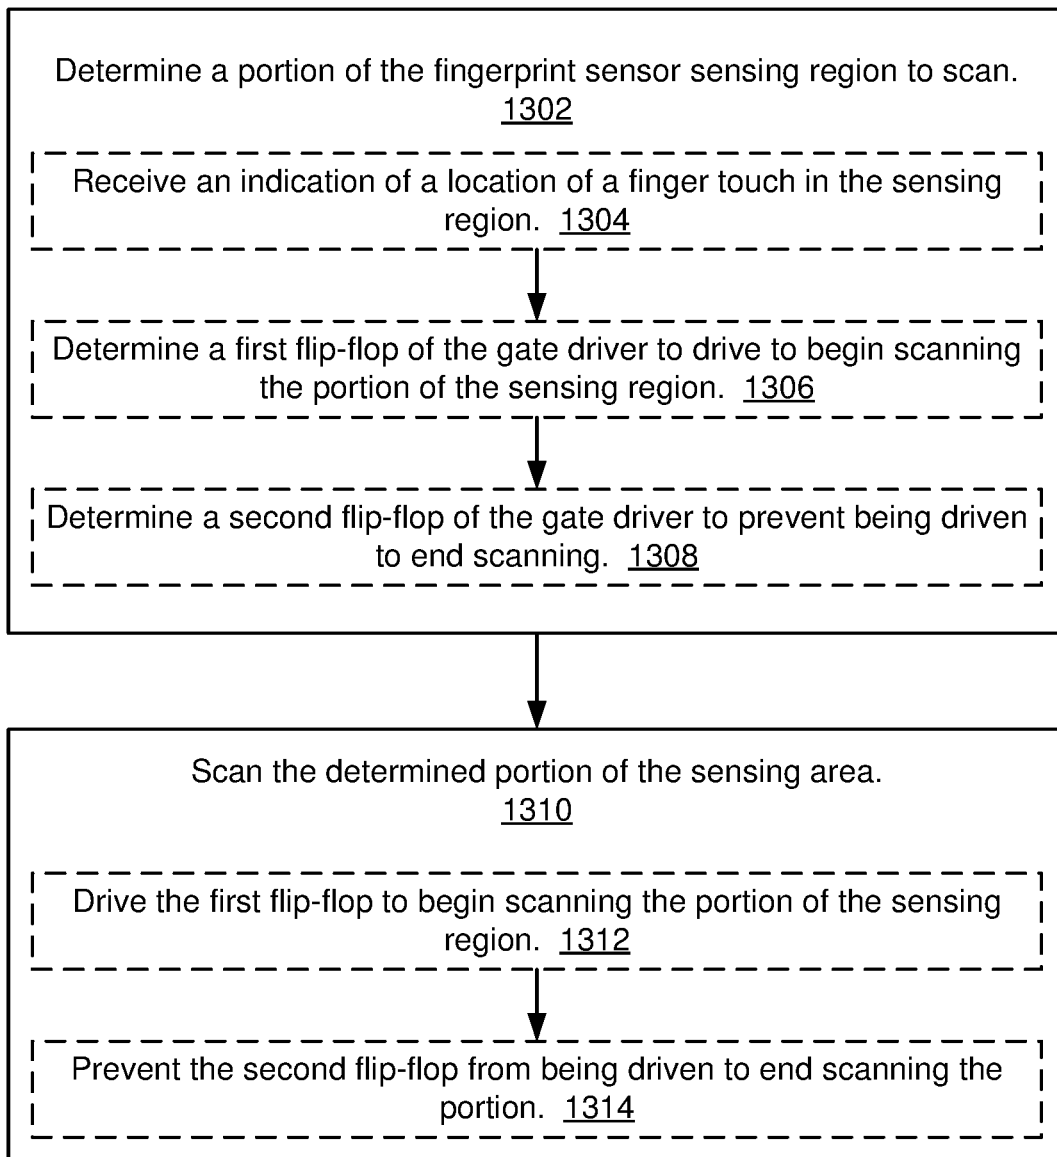 Determine a portion of the fingerprint sensor sensing region to scan.
1302
Receive an indication of a location of a finger touch in the sensing
region. 1304
Determine a first flip-flop of the gate driver to drive to begin scanning
the portion of the sensing region. 1306
Determine a second flip-flop of the gate driver to prevent being driven
to end scanning. 1308
Scan the determined portion of the sensing area.
1310
Drive the first flip-flop to begin scanning the portion of the sensing
region. 1312
Prevent the second flip-flop from being driven to end scanning the
portion. 1314